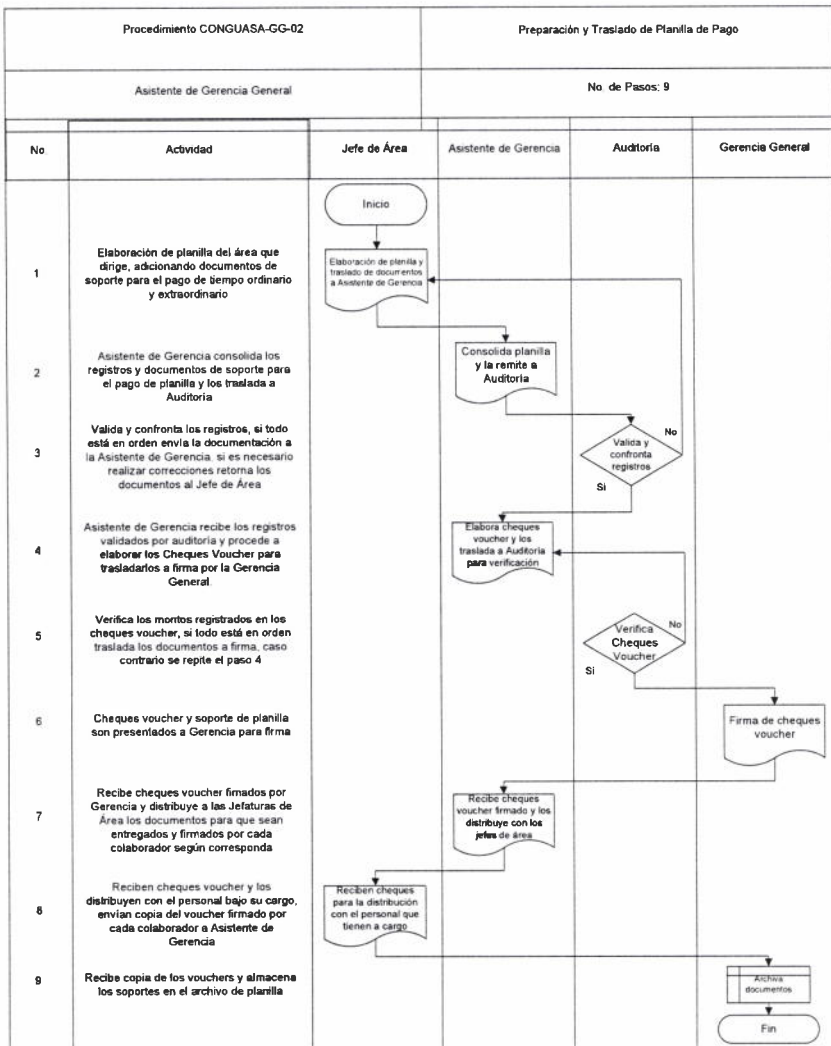 Procedimiento CONGUASA-GG-02
Preparación y Traslado de Planilla de Pago
Asistente de Gerencia General
No. de Pasos: 9
No.
Actividad
Jefe de Área
Asistente de Gerencia
Auditoría
Gerencia General
Inicio
1
Elaboración de planilla del área que
dirige, adicionando documentos de
soporte para el pago de tiempo ordinario
y extraordinario
Elaboración de planilla y
traslado de documentos
a Asistente de Gerencia
2
Asistente de Gerencia consolida los
registros y documentos de soporte para
el pago de planilla y los traslada a
Auditoría
Consolida planilla
y la remite a
Auditoría
3
Valida y confronta los registros, si todo
está en orden envía la documentación a
la Asistente de Gerencia, si es necesario
realizar correcciones retorna los
documentos al Jefe de Área
Valida y
confronta
registros
No
Si
4
Asistente de Gerencia recibe los registros
validados por auditoría y procede a
elaborar los Cheques Voucher para
trasladarlos a firma por la Gerencia
General.
Elabora cheques
voucher y los
traslada a Auditoría
para verificación
5
Verifica los montos registrados en los
cheques voucher, si todo está en orden
traslada los documentos a firma, caso
contrario se repite el paso 4
Verifica
Cheques
Voucher
No
Si
6
Cheques voucher y soporte de planilla
son presentados a Gerencia para firma
Firma de cheques
voucher
7
Recibe cheques voucher firmados por
Gerencia y distribuye a las Jefaturas de
Área los documentos para que sean
entregados y firmados por cada
colaborador según corresponda
Recibe cheques
voucher firmado y los
distribuye con los
jefes de área
8
Reciben cheques voucher y los
distribuyen con el personal bajo su cargo,
envían copia del voucher firmado por
cada colaborador a Asistente de
Gerencia
Reciben cheques
para la distribución
con el personal que
tienen a cargo
9
Recibe copia de los vouchers y almacena
los soportes en el archivo de planilla
Archiva
documentos
Fin